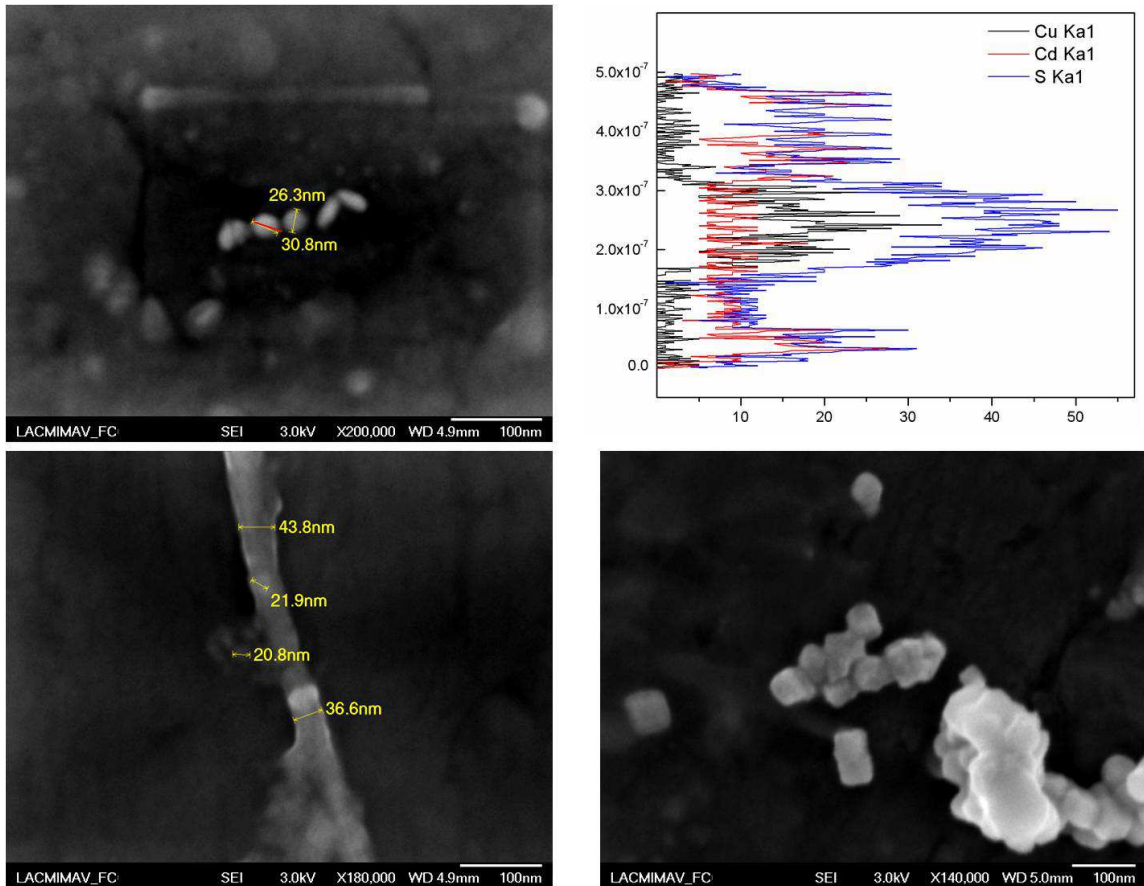 26.3nm
30.8nm
LACMIMAV_FC SEI 3.0kV X200,000 WD 4.9mm 100nm
Cu Ka1
Cd Ka1
S Ka1
5.0x10⁻⁷
4.0x10⁻⁷
3.0x10⁻⁷
2.0x10⁻⁷
1.0x10⁻⁷
0.0
10 20 30 40 50
43.8nm
21.9nm
20.8nm
36.6nm
LACMIMAV_FC SEI 3.0kV X180,000 WD 4.9mm 100nm
LACMIMAV_FC SEI 3.0kV X140,000 WD 5.0mm 100nm